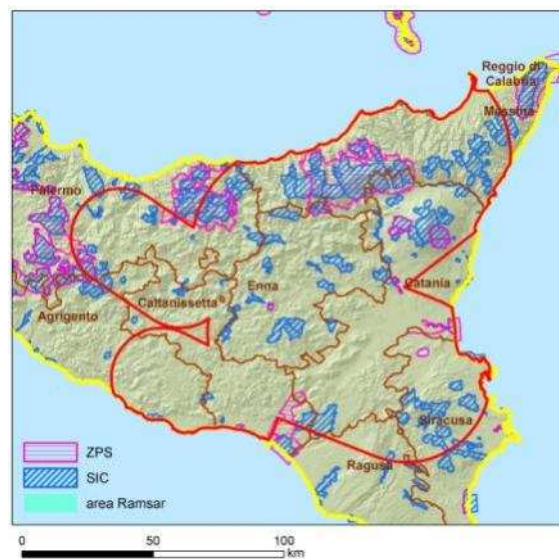 Reggio di
Calabria
Messina
Palermo
Catania
Enna
Caltanissetta
Agrigento
Siracusa
Ragusa
ZPS
SIC
area Ramsar
0 50 100
km